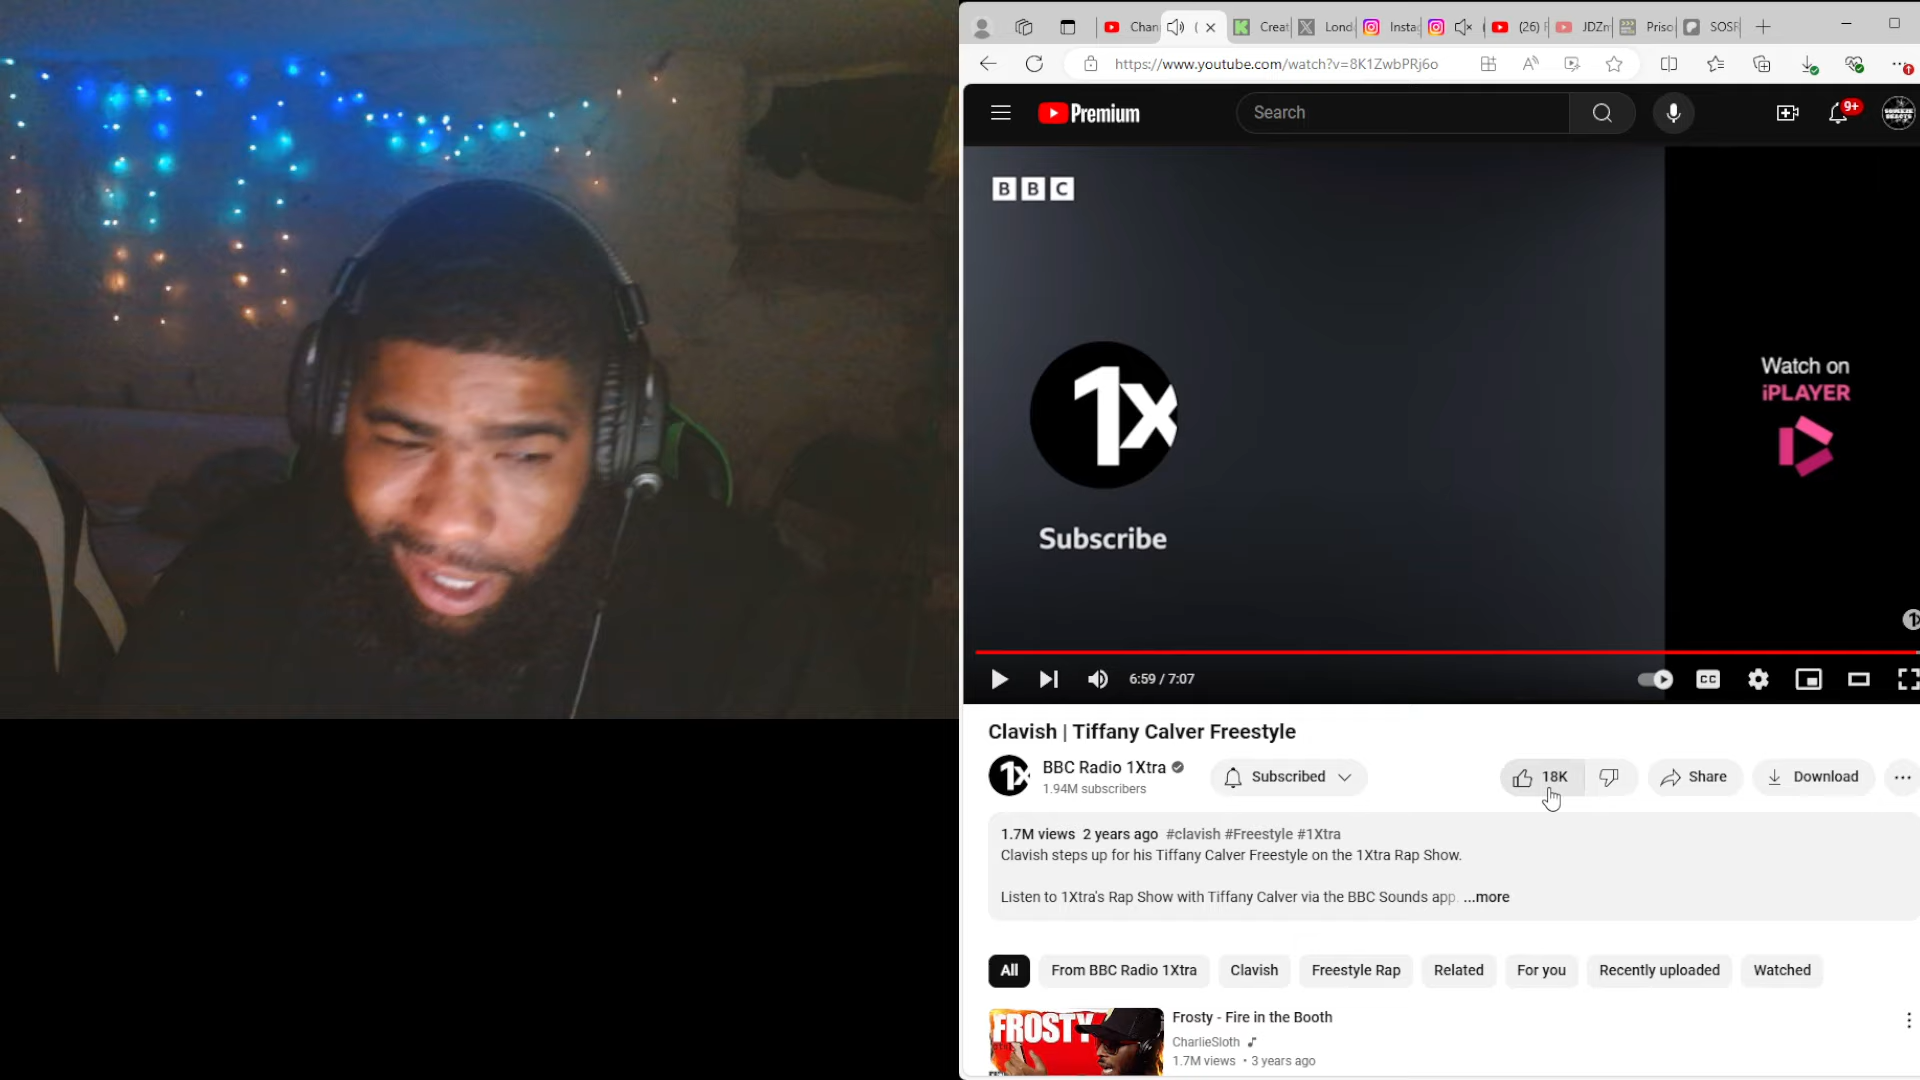 Chan
(
Creat
Lond
Instag
(26) F
JDZm
Priso
SOSF
https://www.youtube.com/watch?v=8K1ZwbPRj6o
Premium
Search
9+
BBC
1x
Watch on
iPLAYER
Subscribe
6:59 / 7:07
CC
Clavish | Tiffany Calver Freestyle
1x
BBC Radio 1Xtra
1.94M subscribers
Subscribed
18K
Share
Download
1.7M views 2 years ago #clavish #Freestyle #1Xtra
Clavish steps up for his Tiffany Calver Freestyle on the 1Xtra Rap Show.
Listen to 1Xtra's Rap Show with Tiffany Calver via the BBC Sounds app. ...more
All
From BBC Radio 1Xtra
Clavish
Freestyle Rap
Related
For you
Recently uploaded
Watched
FROSTY
Frosty - Fire in the Booth
CharlieSloth
1.7M views • 3 years ago